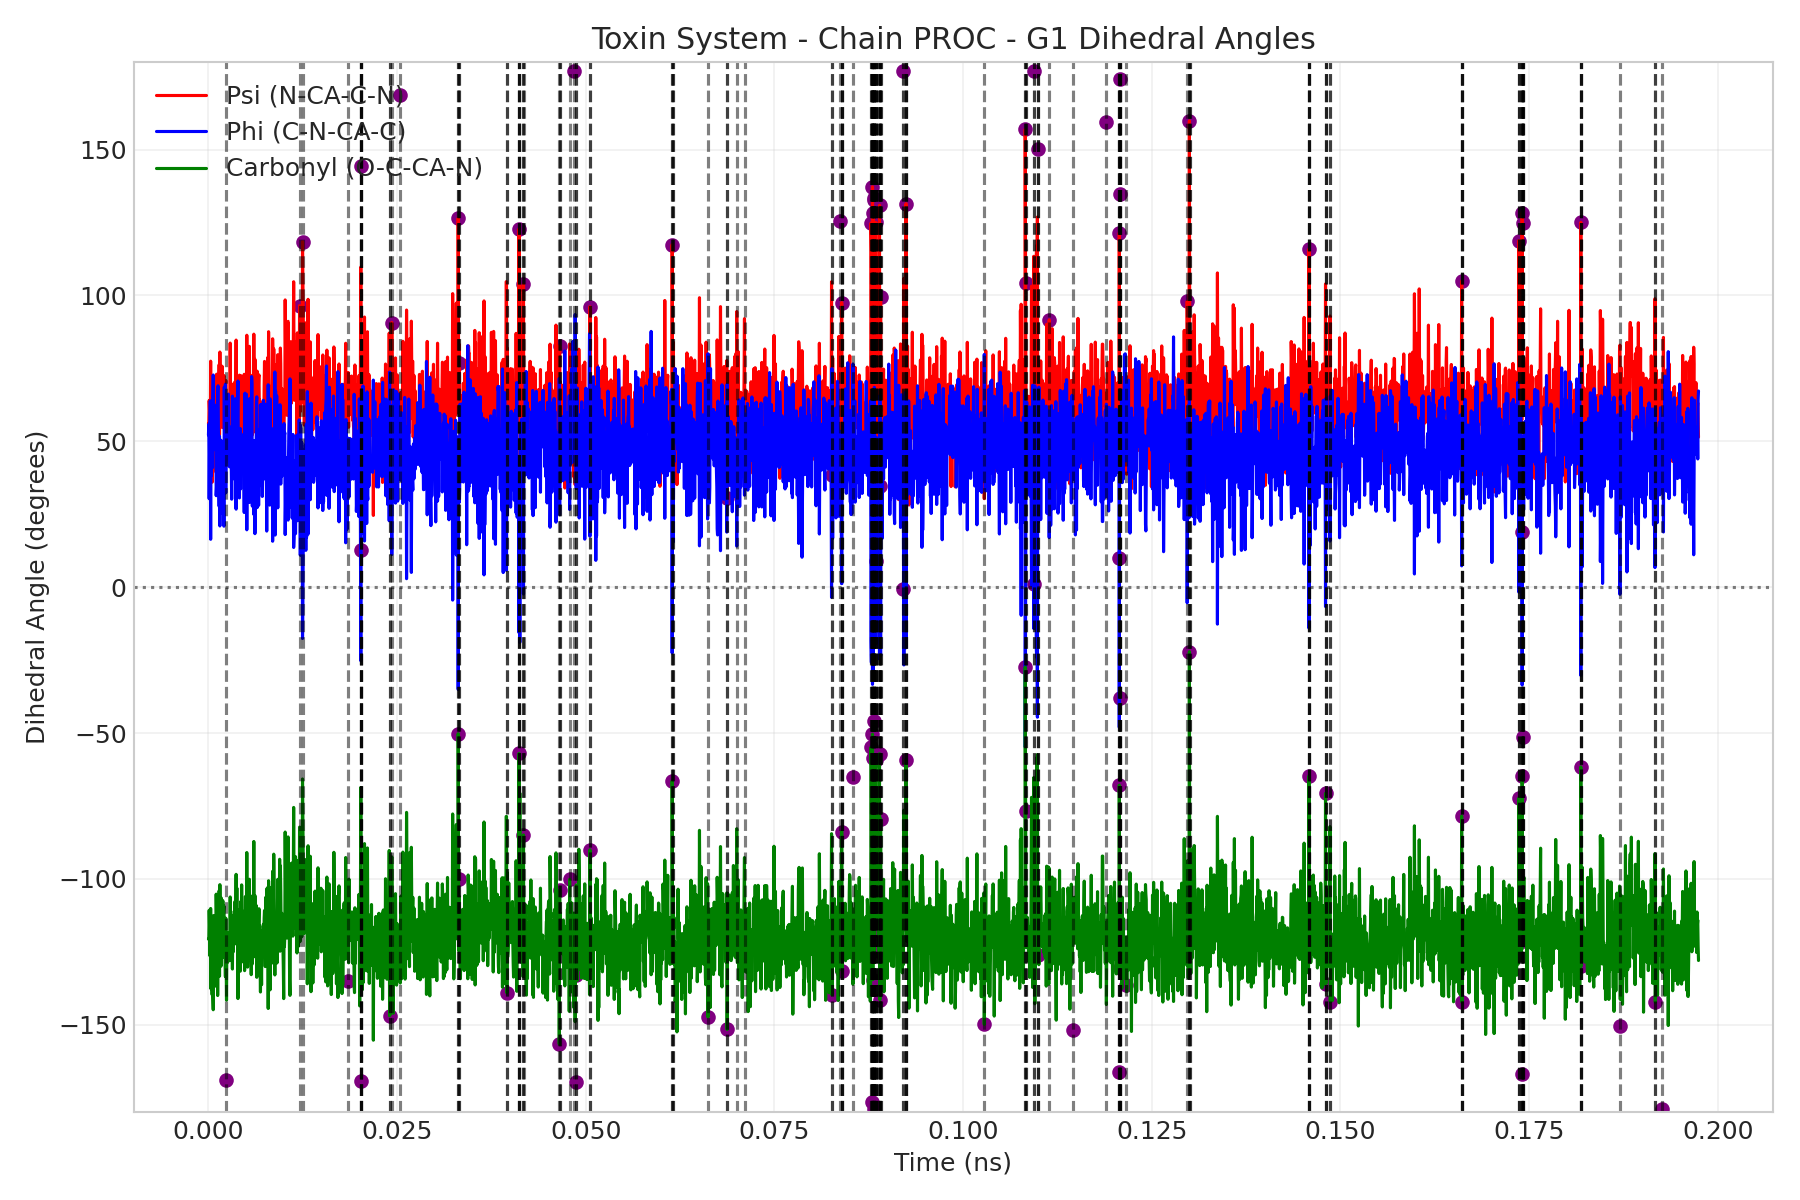 Toxin System - Chain PROC - G1 Dihedral Angles
Psi (N-CA-C-N)
Phi (C-N-CA-C)
Carbonyl (O-C-CA-N)
150
100
50
0
−50
−100
−150
Dihedral Angle (degrees)
0.000 0.025 0.050 0.075 0.100 0.125 0.150 0.175 0.200
Time (ns)